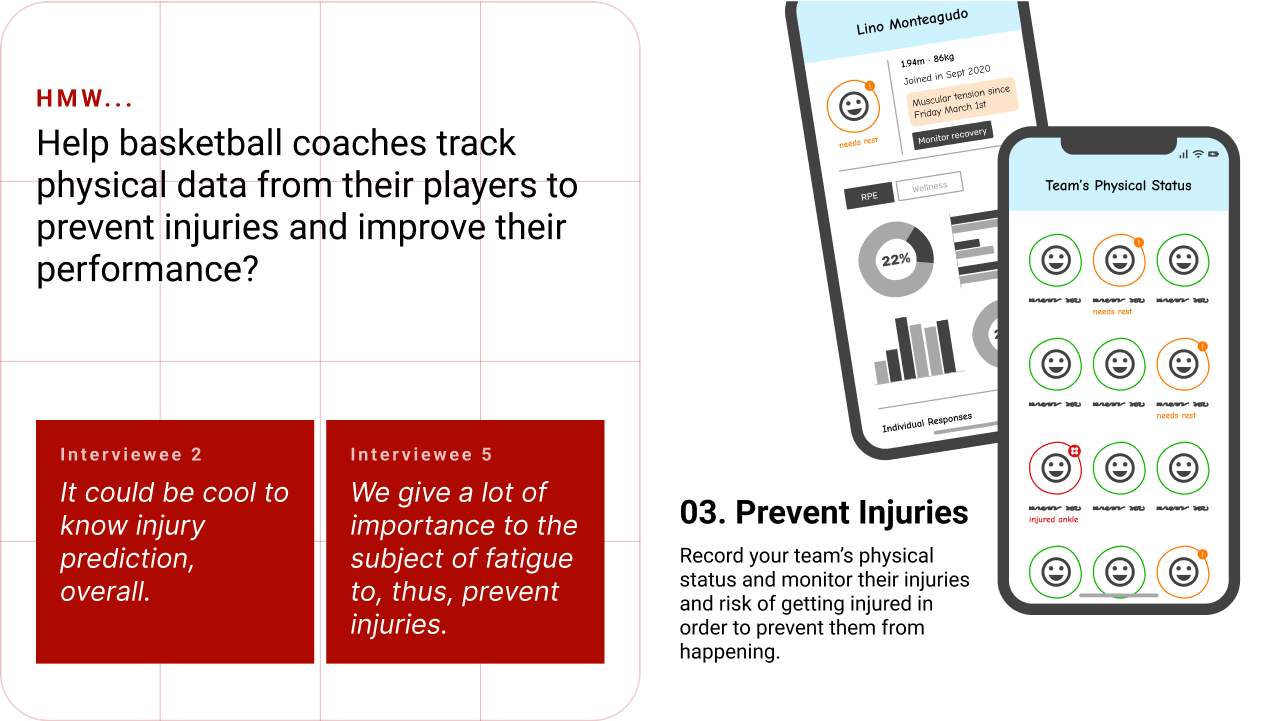 HMW...
Help basketball coaches track
physical data from their players to
prevent injuries and improve their
performance?
Interviewee 2
It could be cool to
know injury
prediction,
overall.
Interviewee 5
We give a lot of
importance to the
subject of fatigue
to, thus, prevent
injuries.
Lino Monteagudo
1.94m · 86kg
Joined in Sept 2020
Muscular tension since
Friday March 1st
Monitor recovery
needs rest
RPE
Wellness
22%
Individual Responses
Team's Physical Status
needs rest
needs rest
injured ankle
03. Prevent Injuries
Record your team's physical
status and monitor their injuries
and risk of getting injured in
order to prevent them from
happening.